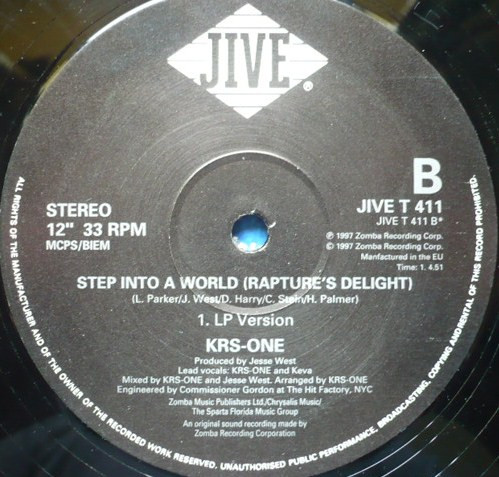 JIVE
®
B
STEREO
12" 33 RPM
MCPS/BIEM
JIVE T 411
JIVE T 411 B*
℗ 1997 Zomba Recording Corp.
© 1997 Zomba Recording Corp.
Manfactured in the EU
Time: 1. 4.51
STEP INTO A WORLD (RAPTURE'S DELIGHT)
(L. Parker/J. West/D. Harry/C. Stein/H. Palmer)
1. LP Version
KRS-ONE
Produced by Jesse West
Lead vocals: KRS-ONE and Keva
Mixed by KRS-ONE and Jesse West. Arranged by KRS-ONE
Engineered by Commissioner Gordon at The Hit Factory, NYC
Zomba Music Publishers Ltd./Chrysalis Music/
The Sparta Florida Music Group
An original sound recording made by
Zomba Recording Corporation
ALL RIGHTS OF THE MANUFACTURER AND OF THE OWNER OF THE RECORDED WORK RESERVED. UNAUTHORISED PUBLIC PERFORMANCE, BROADCASTING, COPYING AND RENTAL OF THIS RECORD PROHIBITED.